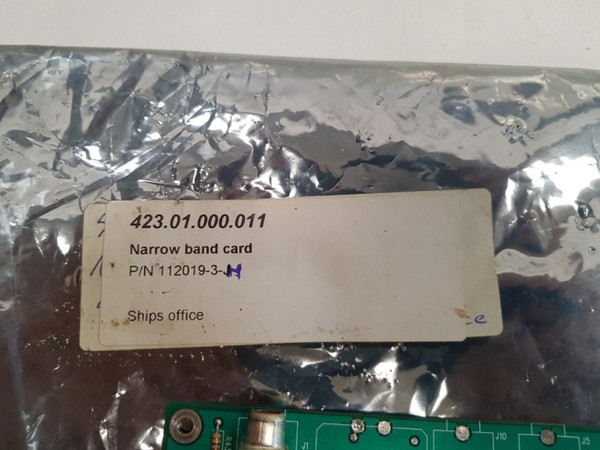 423.01.000.011
Narrow band card
P/N 112019-3-H
Ships office
J1
J10
J5